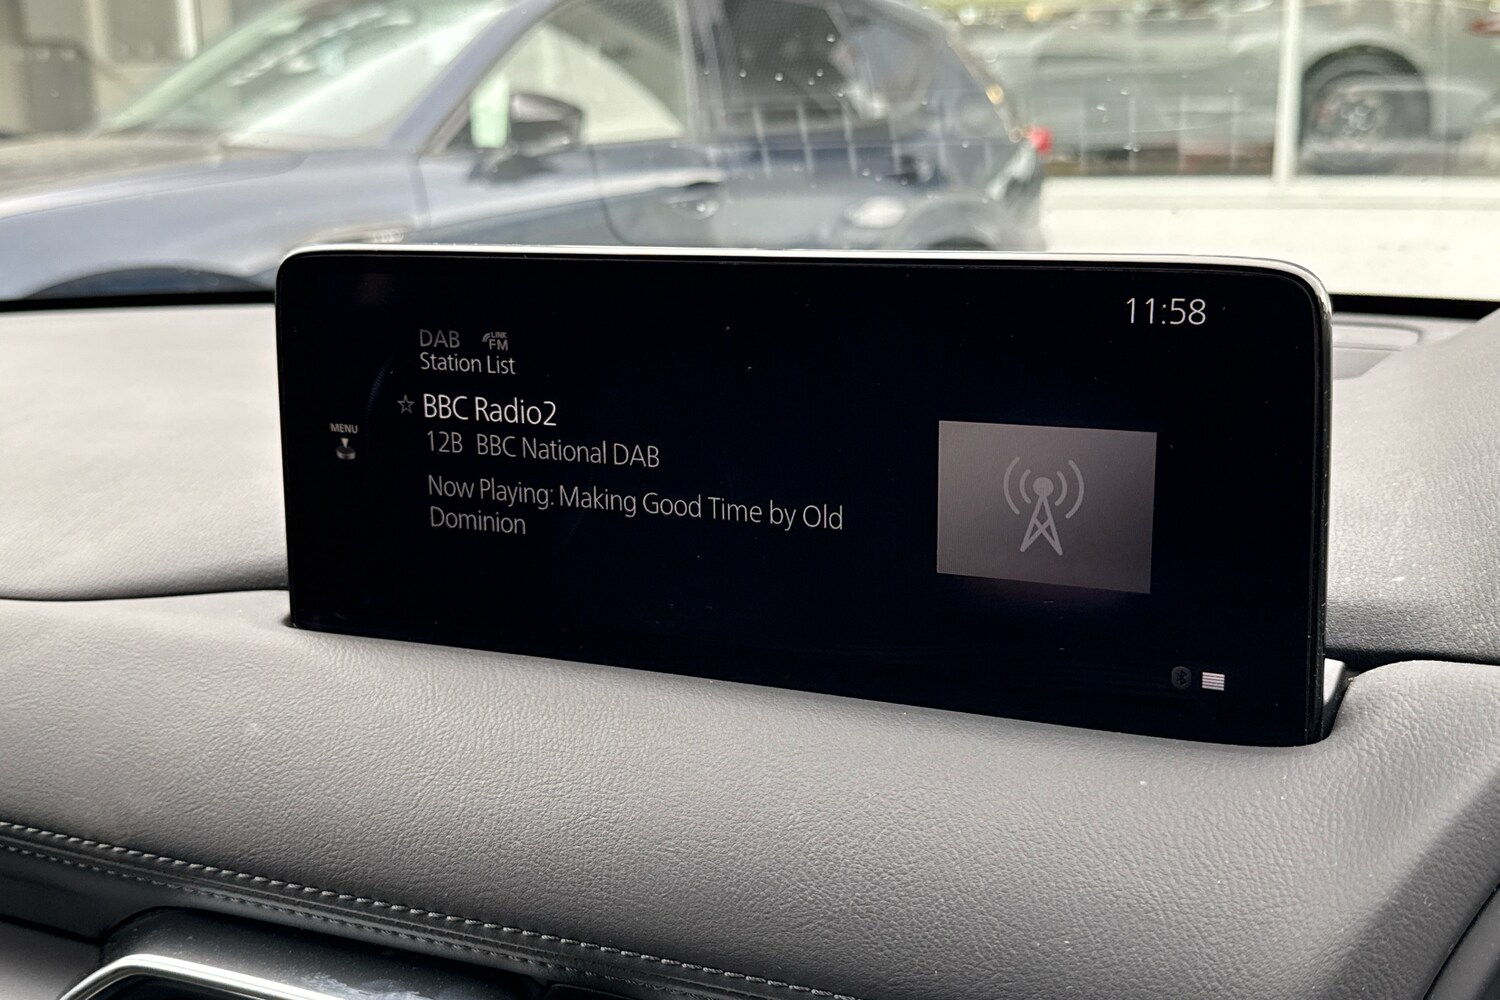 11:58
DAB LINK FM
Station List
MENU
☆ BBC Radio2
12B BBC National DAB
Now Playing: Making Good Time by Old
Dominion